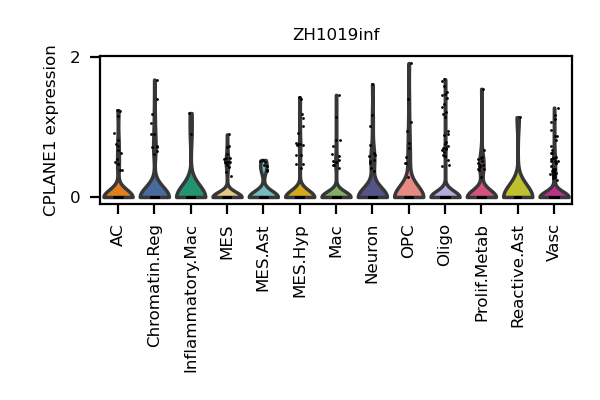 ZH1019inf
CPLANE1 expression
2
0
AC
Chromatin.Reg
Inflammatory.Mac
MES
MES.Ast
MES.Hyp
Mac
Neuron
OPC
Oligo
Prolif.Metab
Reactive.Ast
Vasc